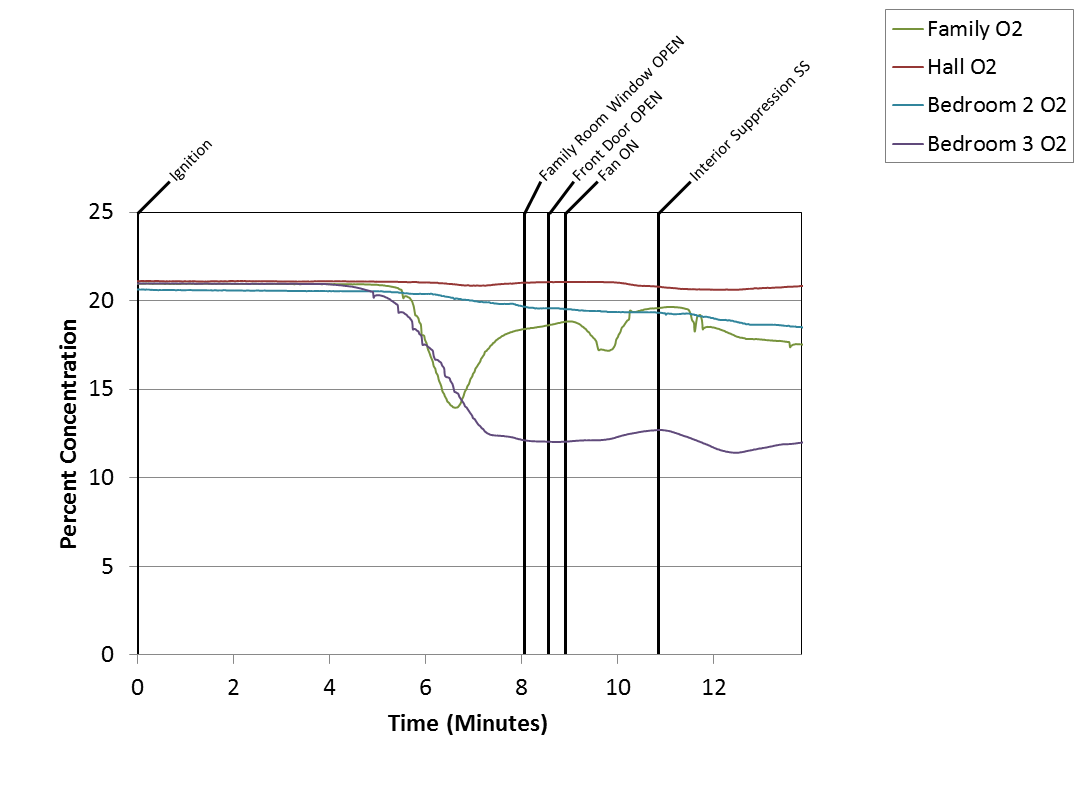 Family O2
Hall O2
Bedroom 2 O2
Bedroom 3 O2
Ignition
Family Room Window OPEN
Front Door OPEN
Fan ON
Interior Suppression SS
25
20
15
10
5
0
Percent Concentration
0 2 4 6 8 10 12
Time (Minutes)